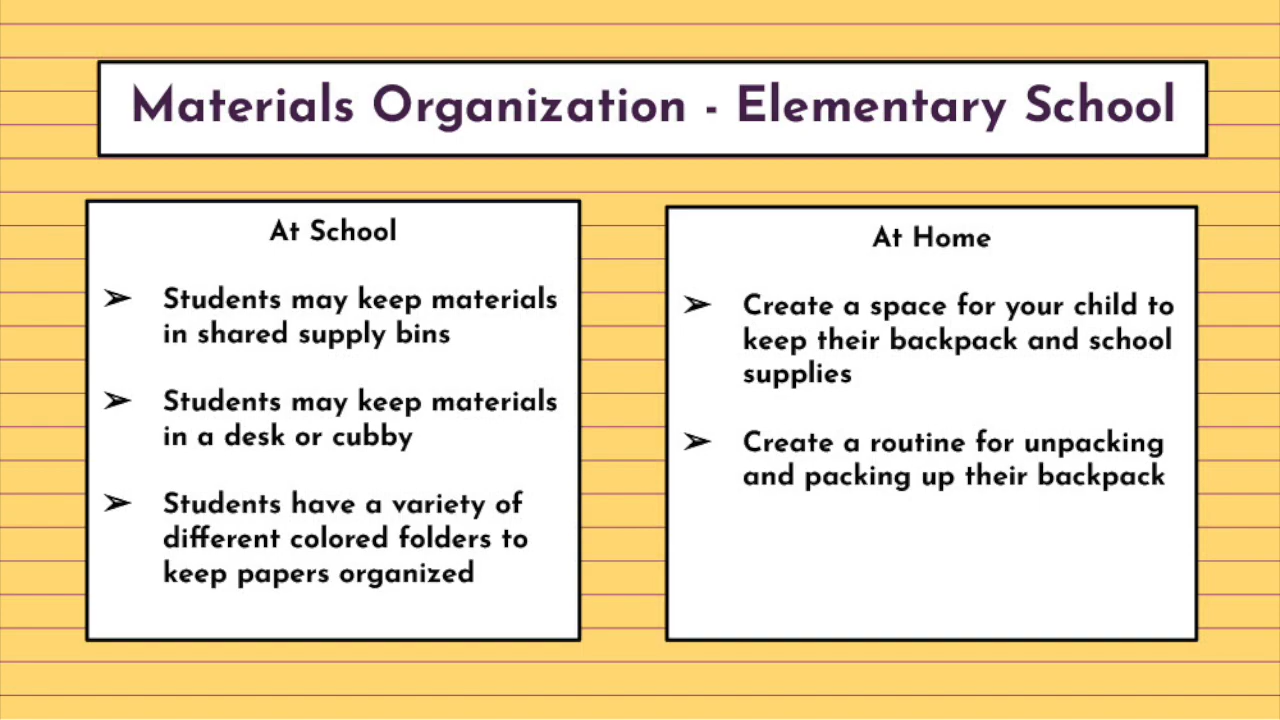 Materials Organization - Elementary School
At School
➢ Students may keep materials
in shared supply bins
➢ Students may keep materials
in a desk or cubby
➢ Students have a variety of
different colored folders to
keep papers organized
At Home
➢ Create a space for your child to
keep their backpack and school
supplies
➢ Create a routine for unpacking
and packing up their backpack